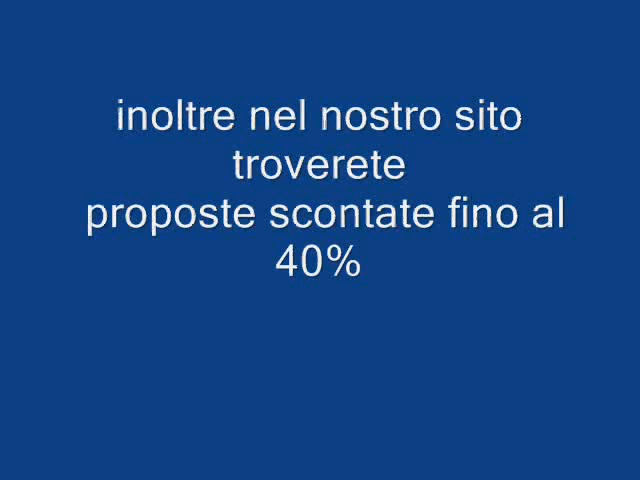 inoltre nel nostro sito
troverete
proposte scontate fino al
40%